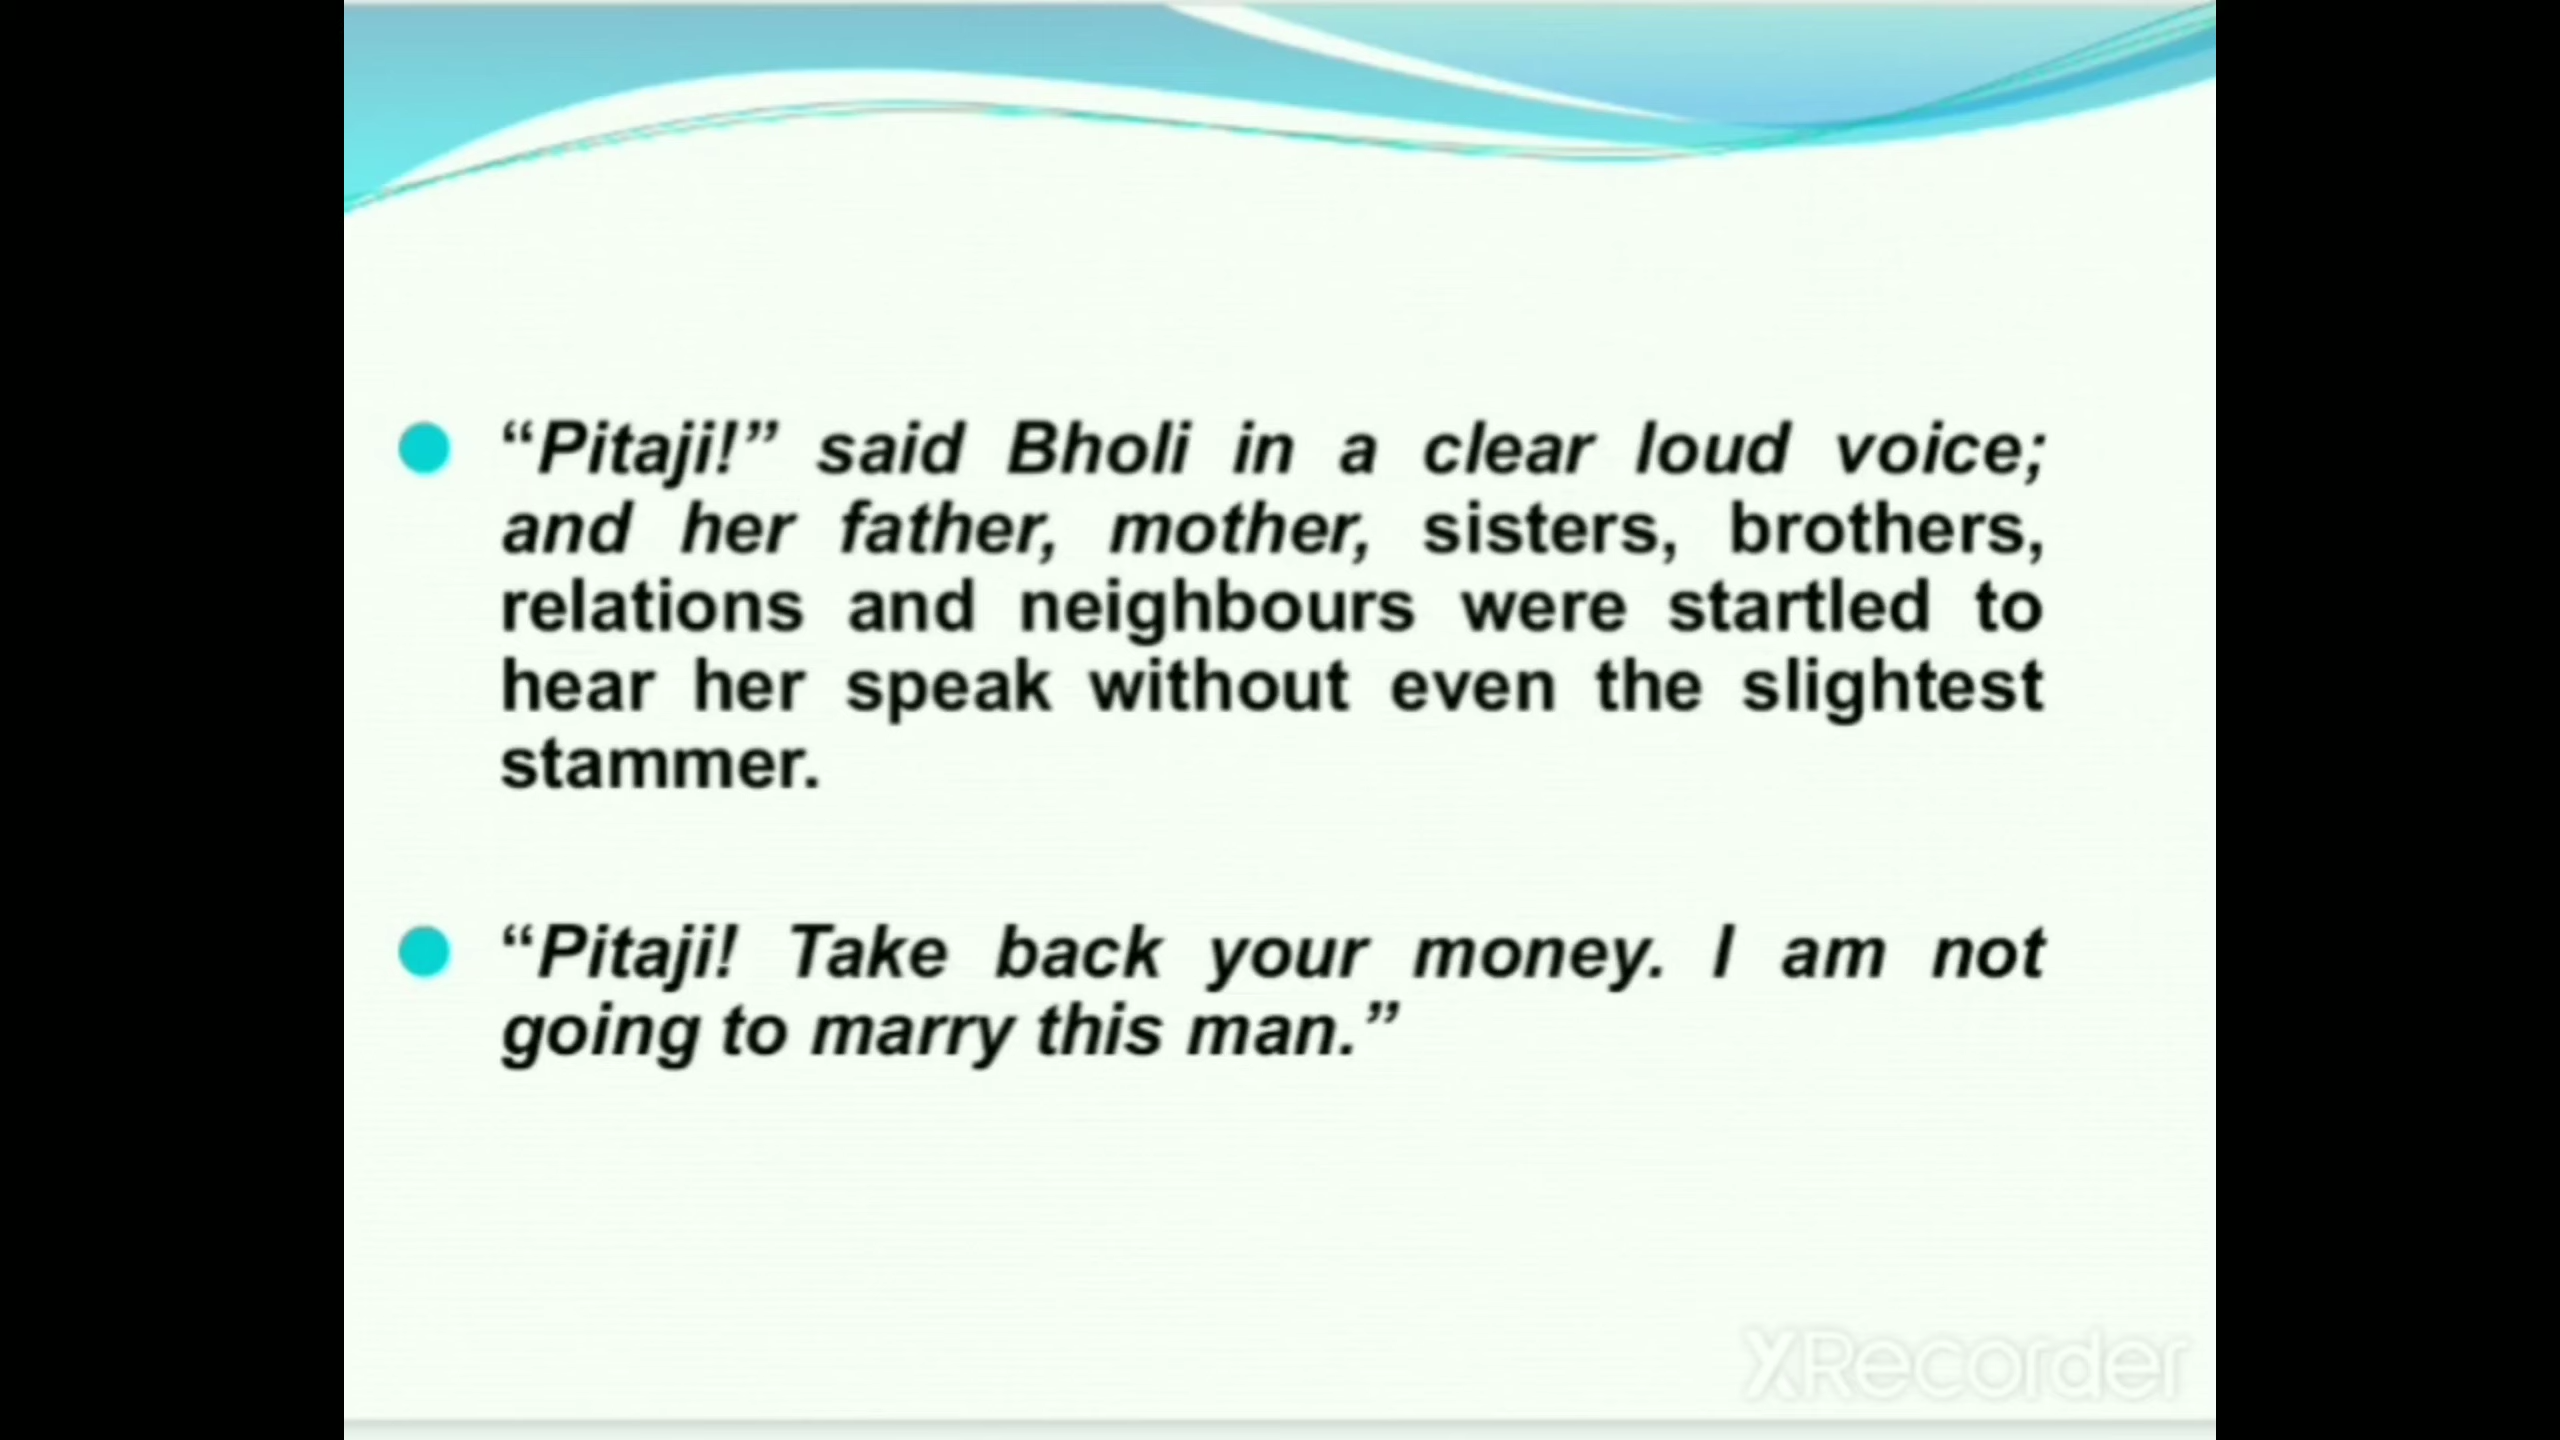 “Pitaji!” said Bholi in a clear loud voice;
and her father, mother, sisters, brothers,
relations and neighbours were startled to
hear her speak without even the slightest
stammer.
“Pitaji! Take back your money. I am not
going to marry this man.”
XRecorder